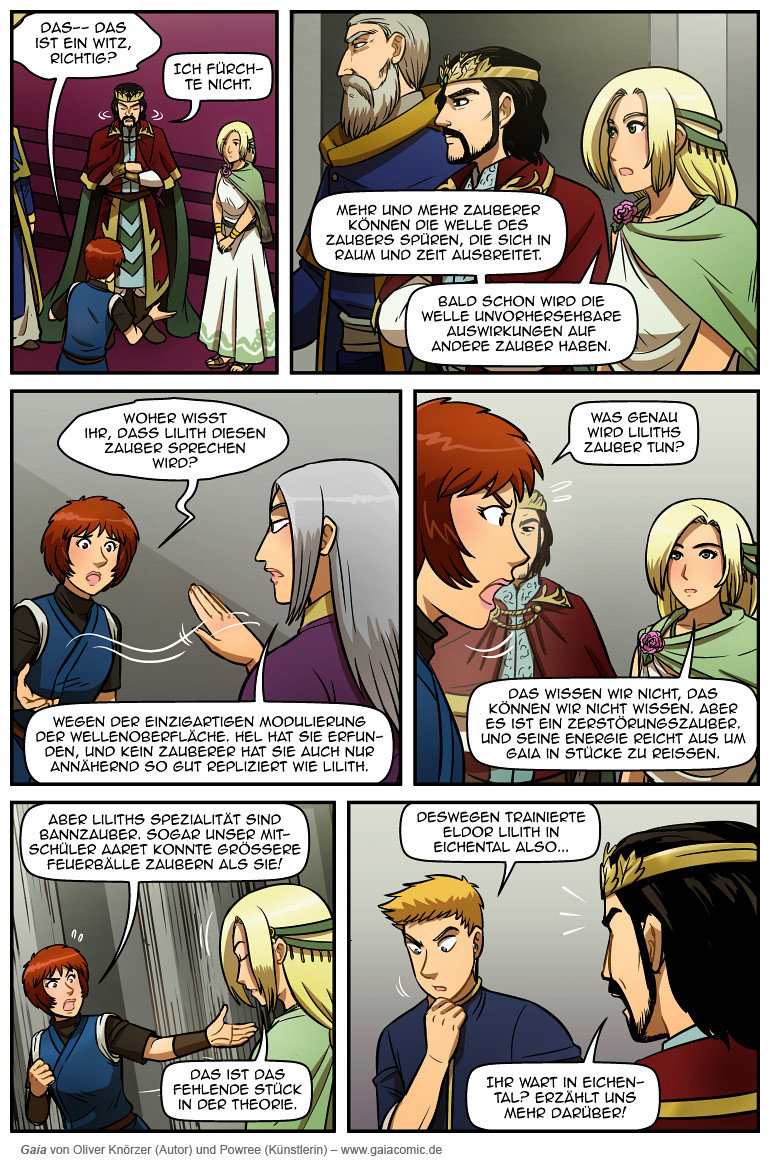 DAS-- DAS
IST EIN WITZ,
RICHTIG?
ICH FÜRCH-
TE NICHT.
MEHR UND MEHR ZAUBERER
KÖNNEN DIE WELLE DES
ZAUBERS SPÜREN, DIE SICH IN
RAUM UND ZEIT AUSBREITET.
BALD SCHON WIRD DIE
WELLE UNVORHERSEHBARE
AUSWIRKUNGEN AUF
ANDERE ZAUBER HABEN.
WOHER WISST
IHR, DASS LILITH DIESEN
ZAUBER SPRECHEN
WIRD?
WEGEN DER EINZIGARTIGEN MODULIERUNG
DER WELLENOBERFLÄCHE. HEL HAT SIE ERFUN-
DEN, UND KEIN ZAUBERER HAT SIE AUCH NUR
ANNÄHERND SO GUT REPLIZIERT WIE LILITH.
WAS GENAU
WIRD LILITHS
ZAUBER TUN?
DAS WISSEN WIR NICHT, DAS
KÖNNEN WIR NICHT WISSEN. ABER
ES IST EIN ZERSTÖRUNGSZAUBER.
UND SEINE ENERGIE REICHT AUS UM
GAIA IN STÜCKE ZU REISSEN.
ABER LILITHS SPEZIALITÄT SIND
BANNZAUBER. SOGAR UNSER MIT-
SCHÜLER AARET KONNTE GRÖSSERE
FEUERBÄLLE ZAUBERN ALS SIE!
DAS IST DAS
FEHLENDE STÜCK
IN DER THEORIE.
DESWEGEN TRAINIERTE
ELDOR LILITH IN
EICHENTAL ALSO...
IHR WART IN EICHEN-
TAL? ERZÄHLT UNS
MEHR DARÜBER!
Gaia von Oliver Knörzer (Autor) und Powree (Künstlerin) – www.gaiacomic.de